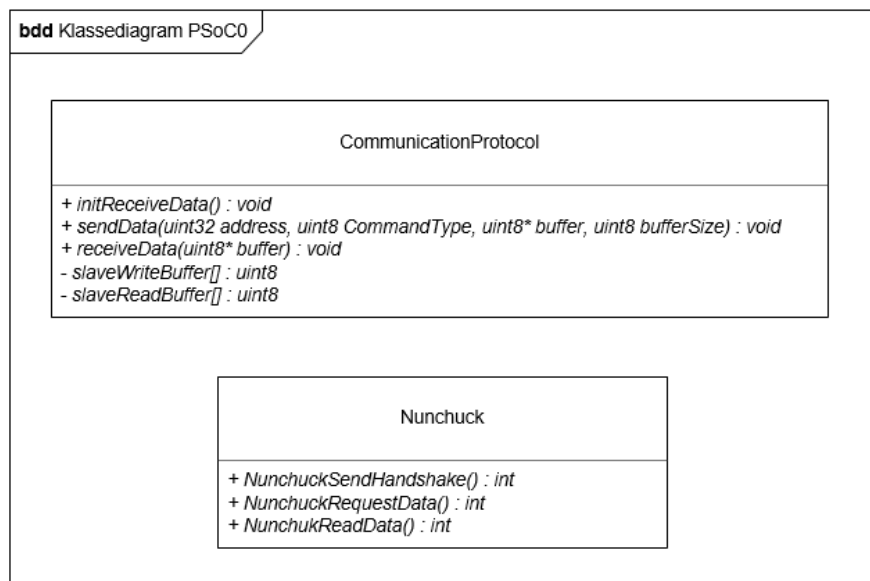 bdd Klassediagram PSoC0
CommunicationProtocol
+ initReceiveData() : void
+ sendData(uint32 address, uint8 CommandType, uint8* buffer, uint8 bufferSize) : void
+ receiveData(uint8* buffer) : void
- slaveWriteBuffer[] : uint8
- slaveReadBuffer[] : uint8
Nunchuck
+ NunchuckSendHandshake() : int
+ NunchuckRequestData() : int
+ NunchukReadData() : int